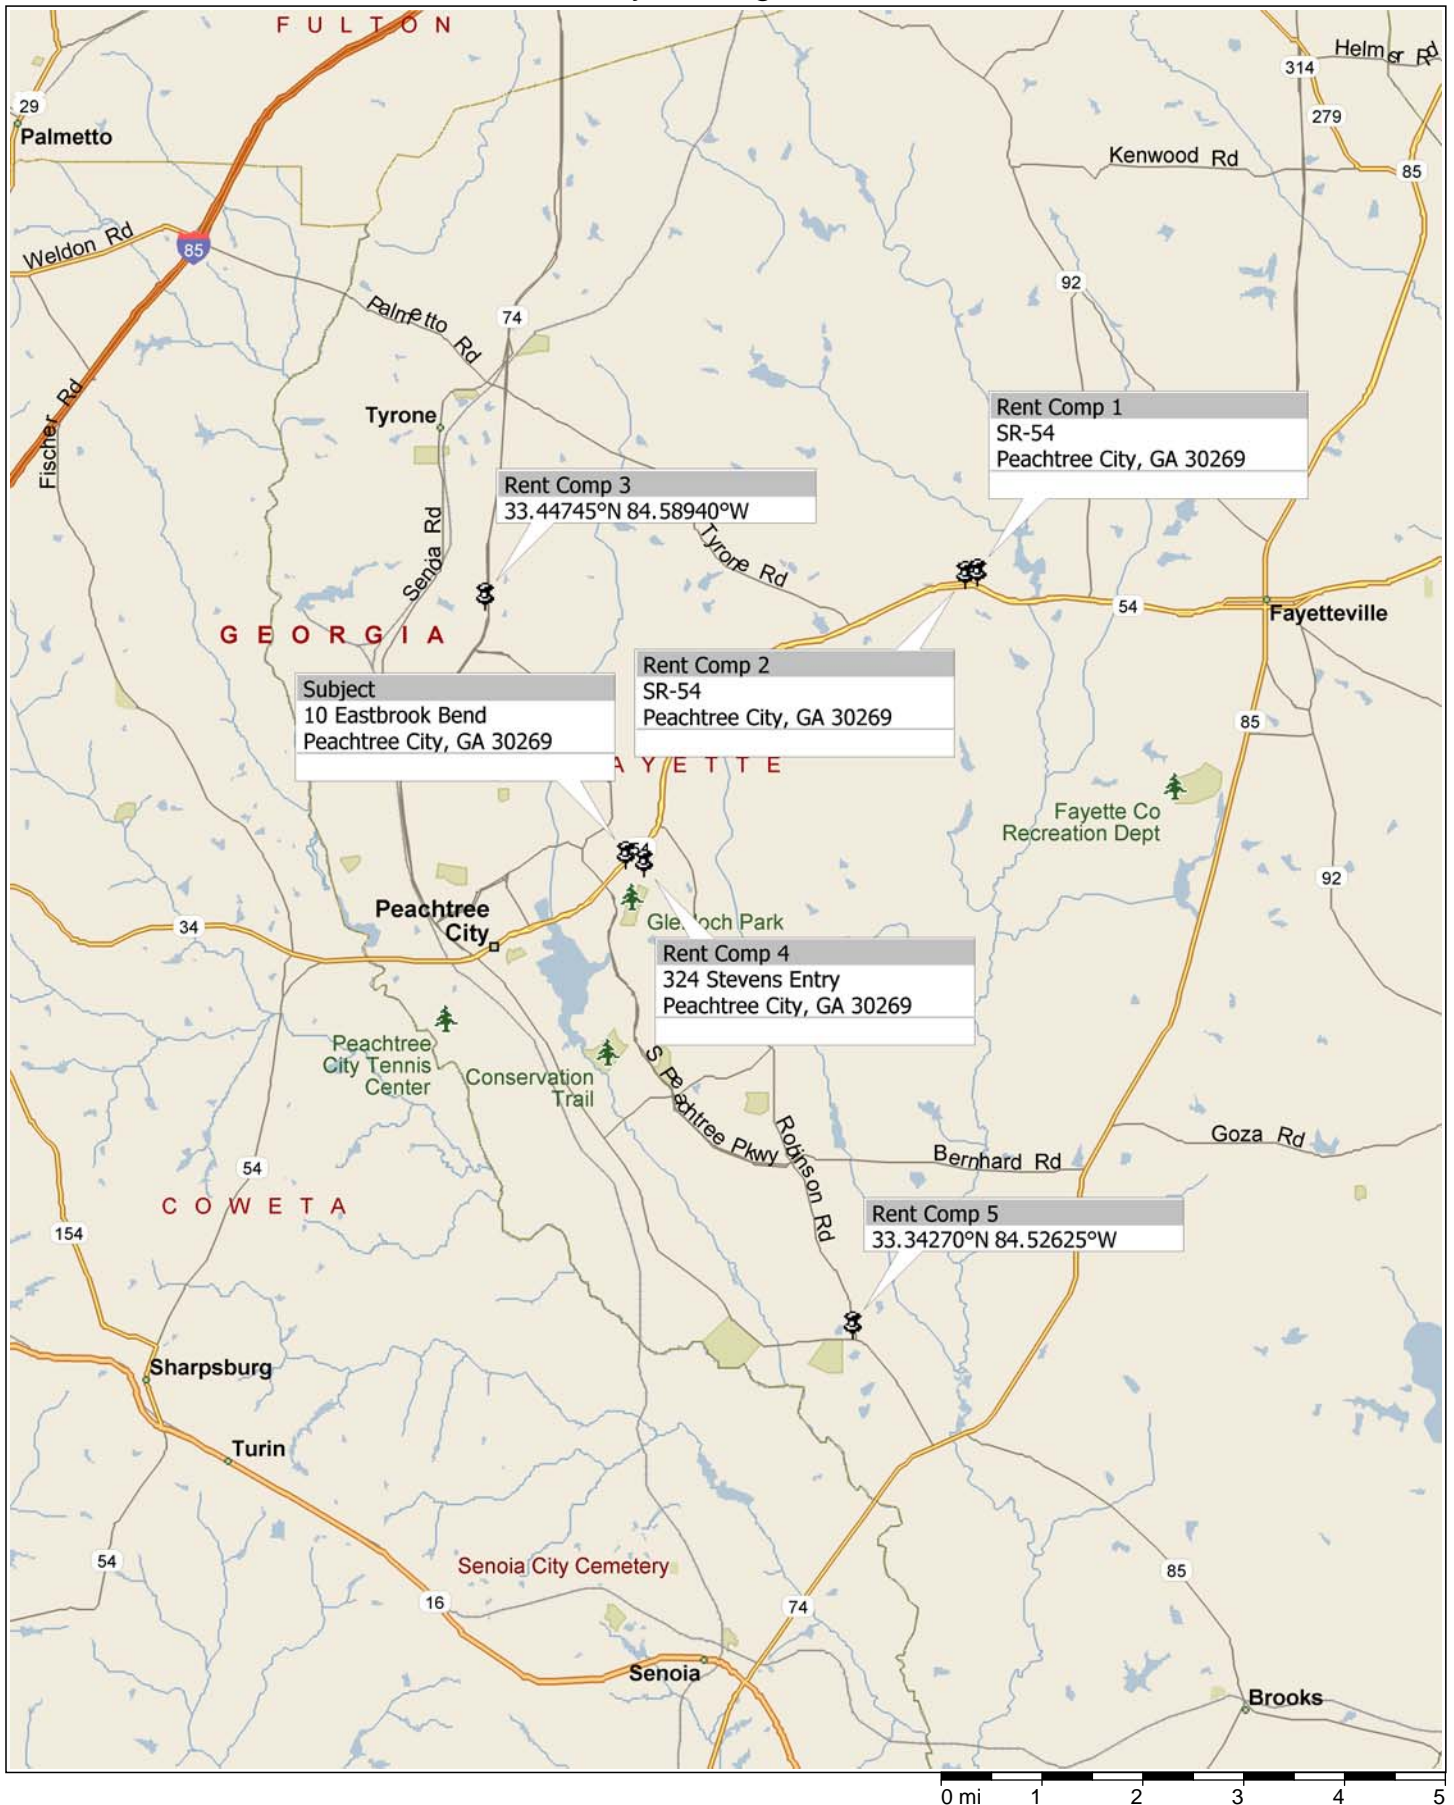 FULTON
Helmer Rd
314
29
Palmetto
279
Kenwood Rd
85
Weldon Rd
85
92
Palmetto Rd
74
Fischer Rd
Tyrone
Rent Comp 1
SR-54
Peachtree City, GA 30269
Rent Comp 3
33.44745°N 84.58940°W
Senoia Rd
Tyrone Rd
54
Fayetteville
GEORGIA
Rent Comp 2
SR-54
Peachtree City, GA 30269
Subject
10 Eastbrook Bend
Peachtree City, GA 30269
85
AYETTE
Fayette Co
Recreation Dept
54
92
Peachtree
City
34
Glenloch Park
Rent Comp 4
324 Stevens Entry
Peachtree City, GA 30269
Peachtree
City Tennis
Center
Conservation
Trail
S Peachtree Pkwy
Robinson Rd
Bernhard Rd
Goza Rd
54
COWETA
154
Rent Comp 5
33.34270°N 84.52625°W
Sharpsburg
Turin
54
Senoia City Cemetery
85
16
74
Senoia
Brooks
0 mi 1 2 3 4 5